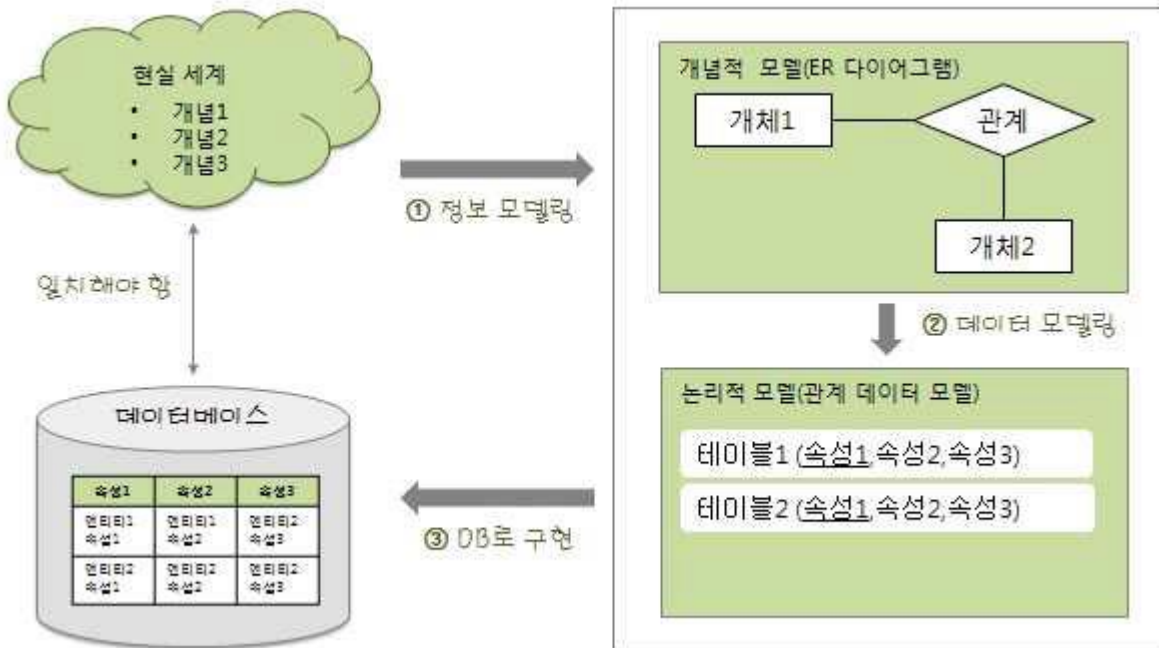 현실 세계
• 개념1
• 개념2
• 개념3
① 정보 모델링
개념적 모델(ER 다이어그램)
개체1
관계
개체2
② 데이터 모델링
일치해야 함
논리적 모델(관계 데이터 모델)
테이블1 (속성1,속성2,속성3)
테이블2 (속성1,속성2,속성3)
③ DB로 구현
데이터베이스
속성1 속성2 속성3
엔티티1 엔티티1 엔티티2
속성1 속성2 속성3
엔티티2 엔티티2 엔티티2
속성1 속성2 속성3